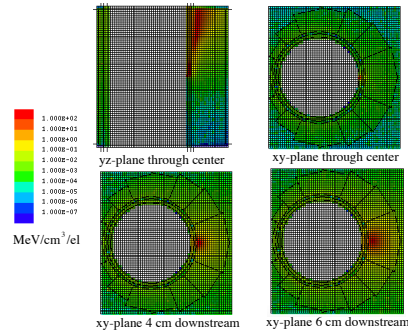 yz-plane through center
xy-plane through center
1.000E+02
1.000E+01
1.000E+00
1.000E-01
1.000E-02
1.000E-03
1.000E-04
1.000E-05
1.000E-06
1.000E-07
MeV/cm³/el
xy-plane 4 cm downstream
xy-plane 6 cm downstream